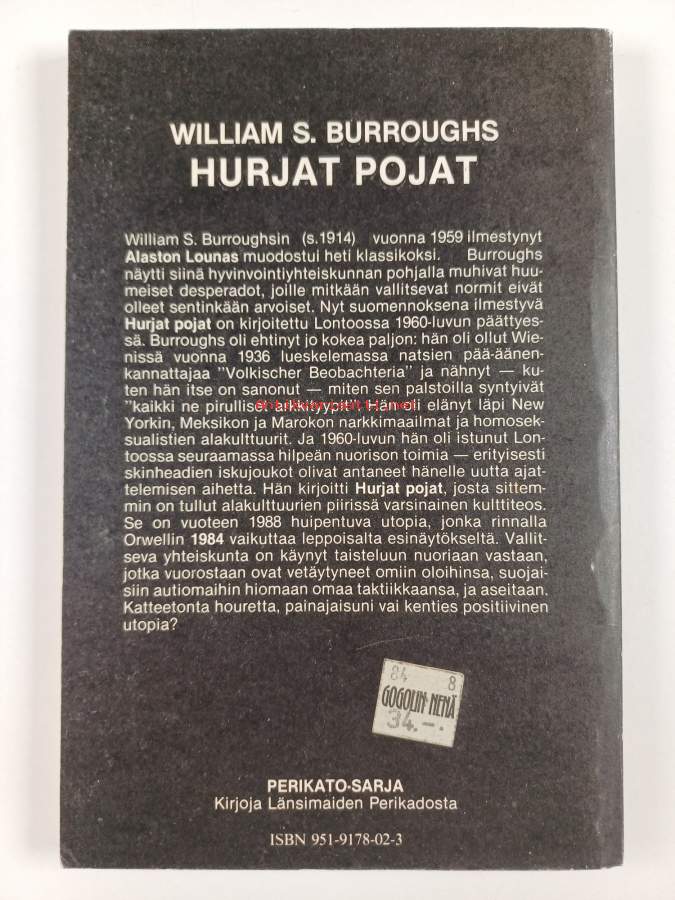 WILLIAM S. BURROUGHS
HURJAT POJAT
William S. Burroughsin (s.1914) vuonna 1959 ilmestynyt
Alaston Lounas muodostui heti klassikoksi. Burroughs
näytti siinä hyvinvointiyhteiskunnan pohjalla muhivat huu-
meiset desperadot, joille mitkään vallitsevat normit eivät
olleet sentinkään arvoiset. Nyt suomennoksena ilmestyvä
Hurjat pojat on kirjoitettu Lontoossa 1960-luvun päättyes-
sä. Burroughs oli ehtinyt jo kokea paljon: hän oli ollut Wie-
nissä vuonna 1936 lueskelemassa natsien pää-äänen-
kannattajaa "Volkischer Beobachteria" ja nähnyt — ku-
ten hän itse on sanonut — miten sen palstoilla syntyivät
"kaikki ne pirulliset Hän oli elänyt läpi New
Yorkin, Meksikon ja Marokon narkkimaailmat ja homosek-
sualistien alakulttuurit. Ja 1960-luvun hän oli istunut Lon-
toossa seuraamassa hilpeän nuorison toimia — erityisesti
skinheadien iskujoukot olivat antaneet hänelle uutta ajat-
telemisen aihetta. Hän kirjoitti Hurjat pojat, josta sittem-
min on tullut alakulttuurien piirissä varsinainen kulttiteos.
Se on vuoteen 1988 huipentuva utopia, jonka rinnalla
Orwellin 1984 vaikuttaa leppoisalta esinäytökseltä. Vallit-
seva yhteiskunta on käynyt taisteluun nuoriaan vastaan,
jotka vuorostaan ovat vetäytyneet omiin oloihinsa, suojai-
siin autiomaihin hiomaan omaa taktiikkaansa, ja aseitaan.
Katteetonta houretta, painajaisuni vai kenties positiivinen
utopia?
84 8
GOGOLIN NENÄ
34.-.
PERIKATO-SARJA
Kirjoja Länsimaiden Perikadosta
ISBN 951-9178-02-3